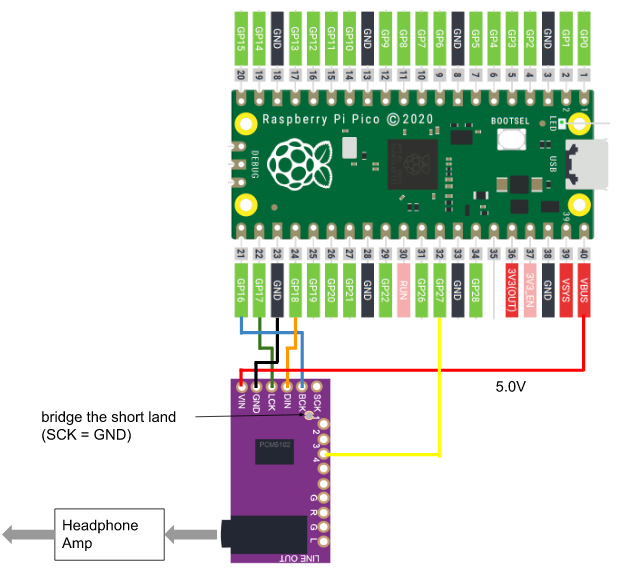 GP15 GP14 GND GP13 GP12 GP11 GP10 GND GP9 GP8 GP7 GP6 GND GP5 GP4 GP3 GP2 GND GP1 GP0
20 19 18 17 16 15 14 13 12 11 10 9 8 7 6 5 4 3 2 1
2 1
Raspberry Pi Pico ©2020
BOOTSEL
LED
DEBUG
USB
39
21 22 23 24 25 26 27 28 29 30 31 32 33 34 35 36 37 38 39 40
GP16 GP17 GND GP18 GP19 GP20 GP21 GND GP22 RUN GP26 GP27 GND GP28 3V3(OUT) 3V3_EN GND VSYS VBUS
5.0V
VIN GND LCK DIN BCK SCK
bridge the short land
(SCK = GND)
1
2
3
4
PCM5102
G
R
G
L
LINE OUT
Headphone
Amp